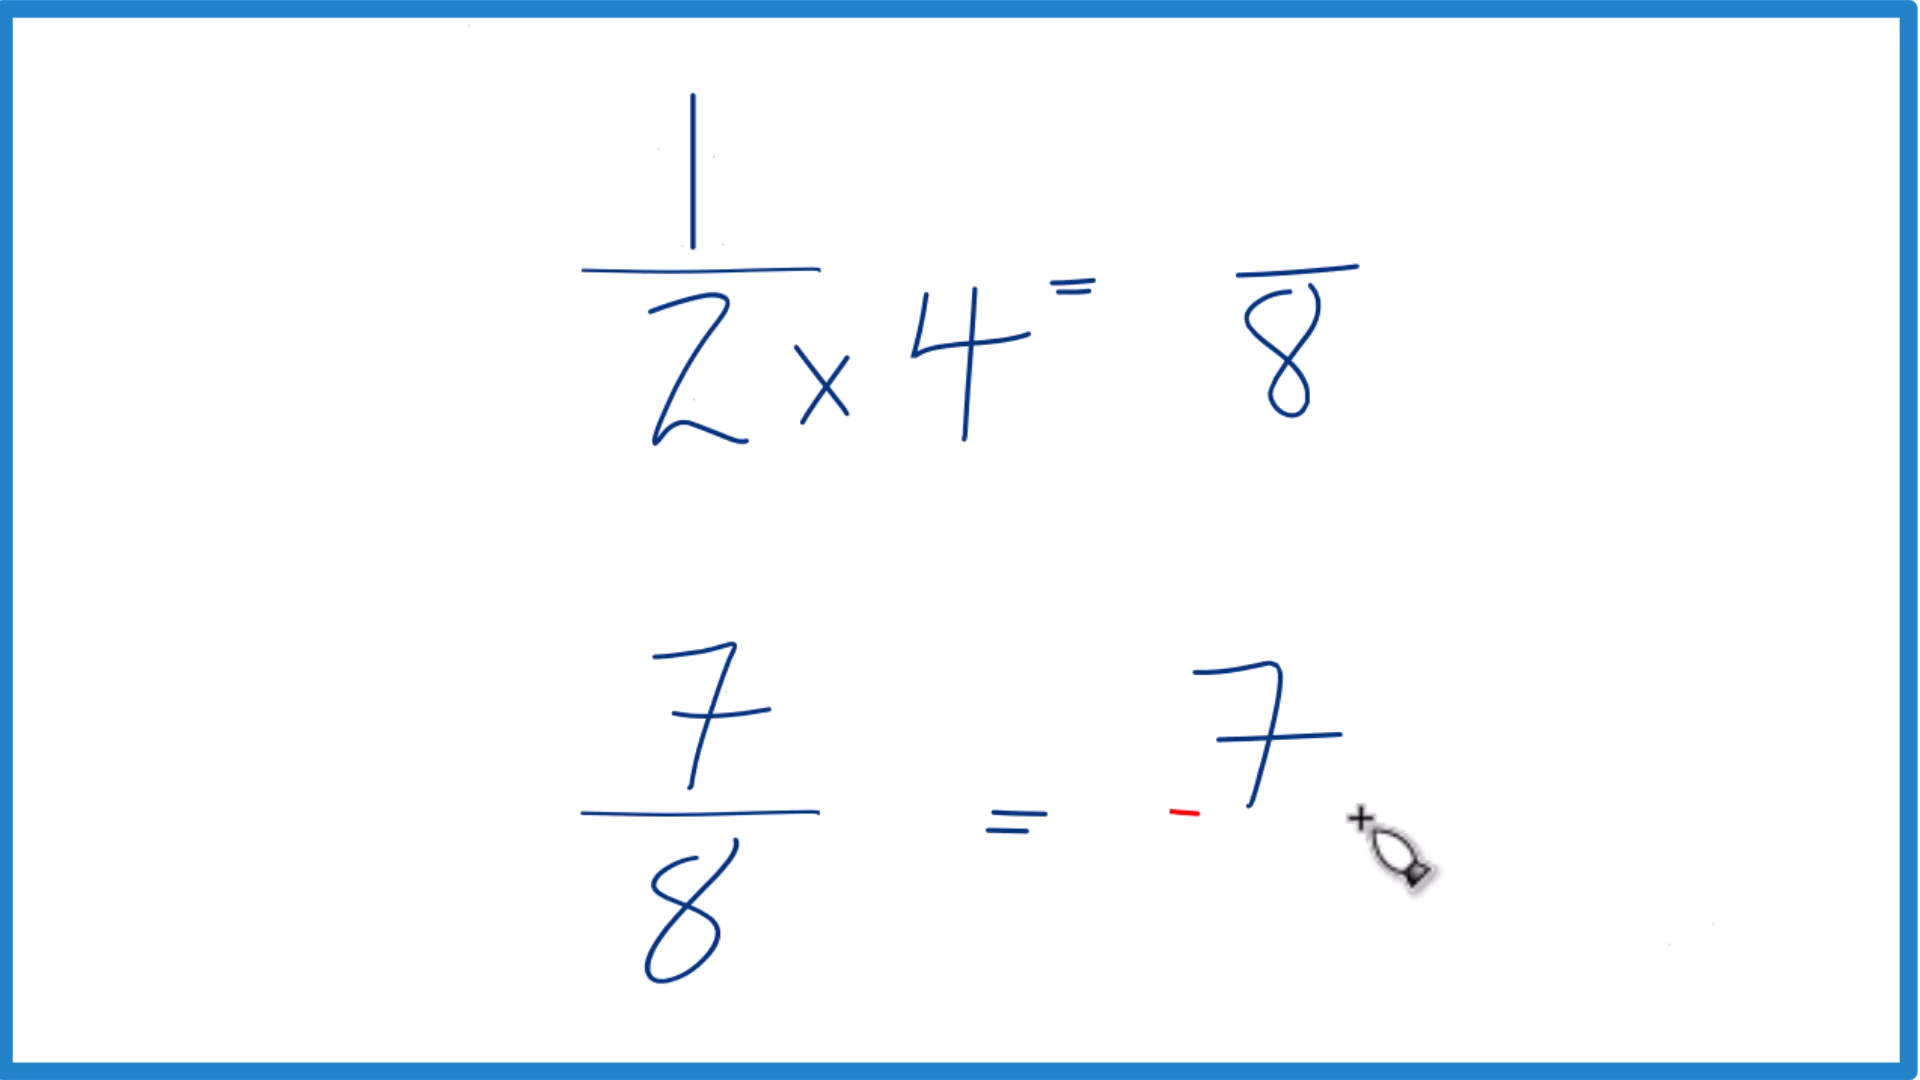 1
2 × 4 = 8
7 = 7
8